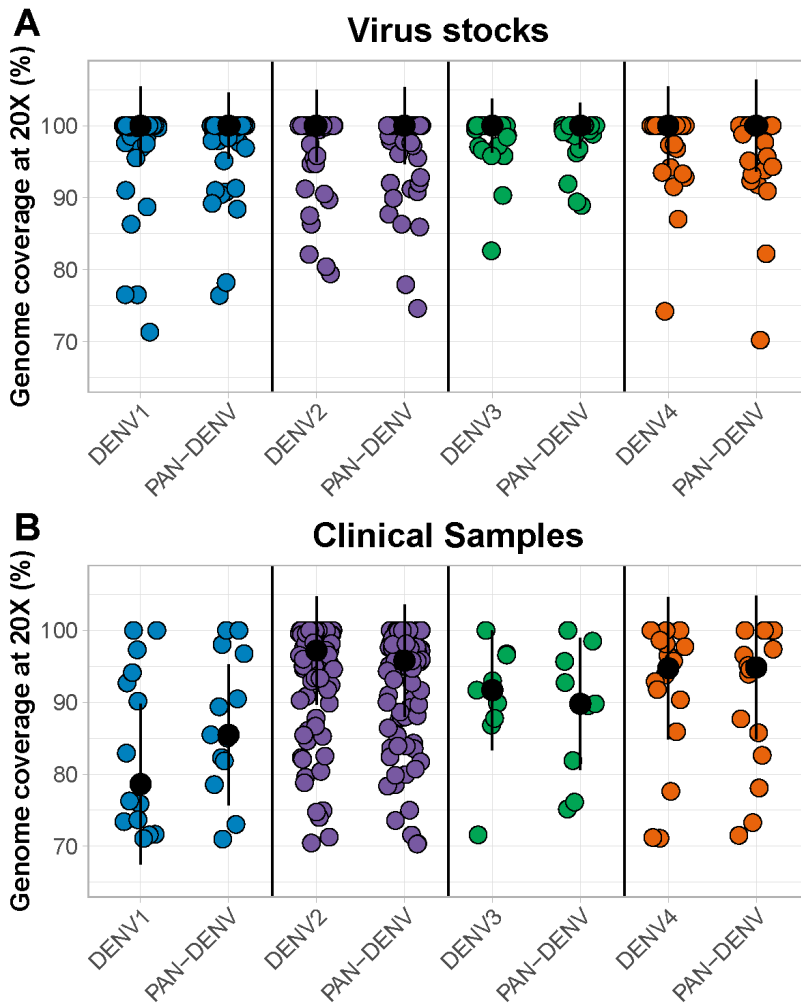 A
Virus stocks
Genome coverage at 20X (%)
100
90
80
70
DENV1
PAN−DENV
DENV2
PAN−DENV
DENV3
PAN−DENV
DENV4
PAN−DENV
B
Clinical Samples
Genome coverage at 20X (%)
100
90
80
70
DENV1
PAN−DENV
DENV2
PAN−DENV
DENV3
PAN−DENV
DENV4
PAN−DENV